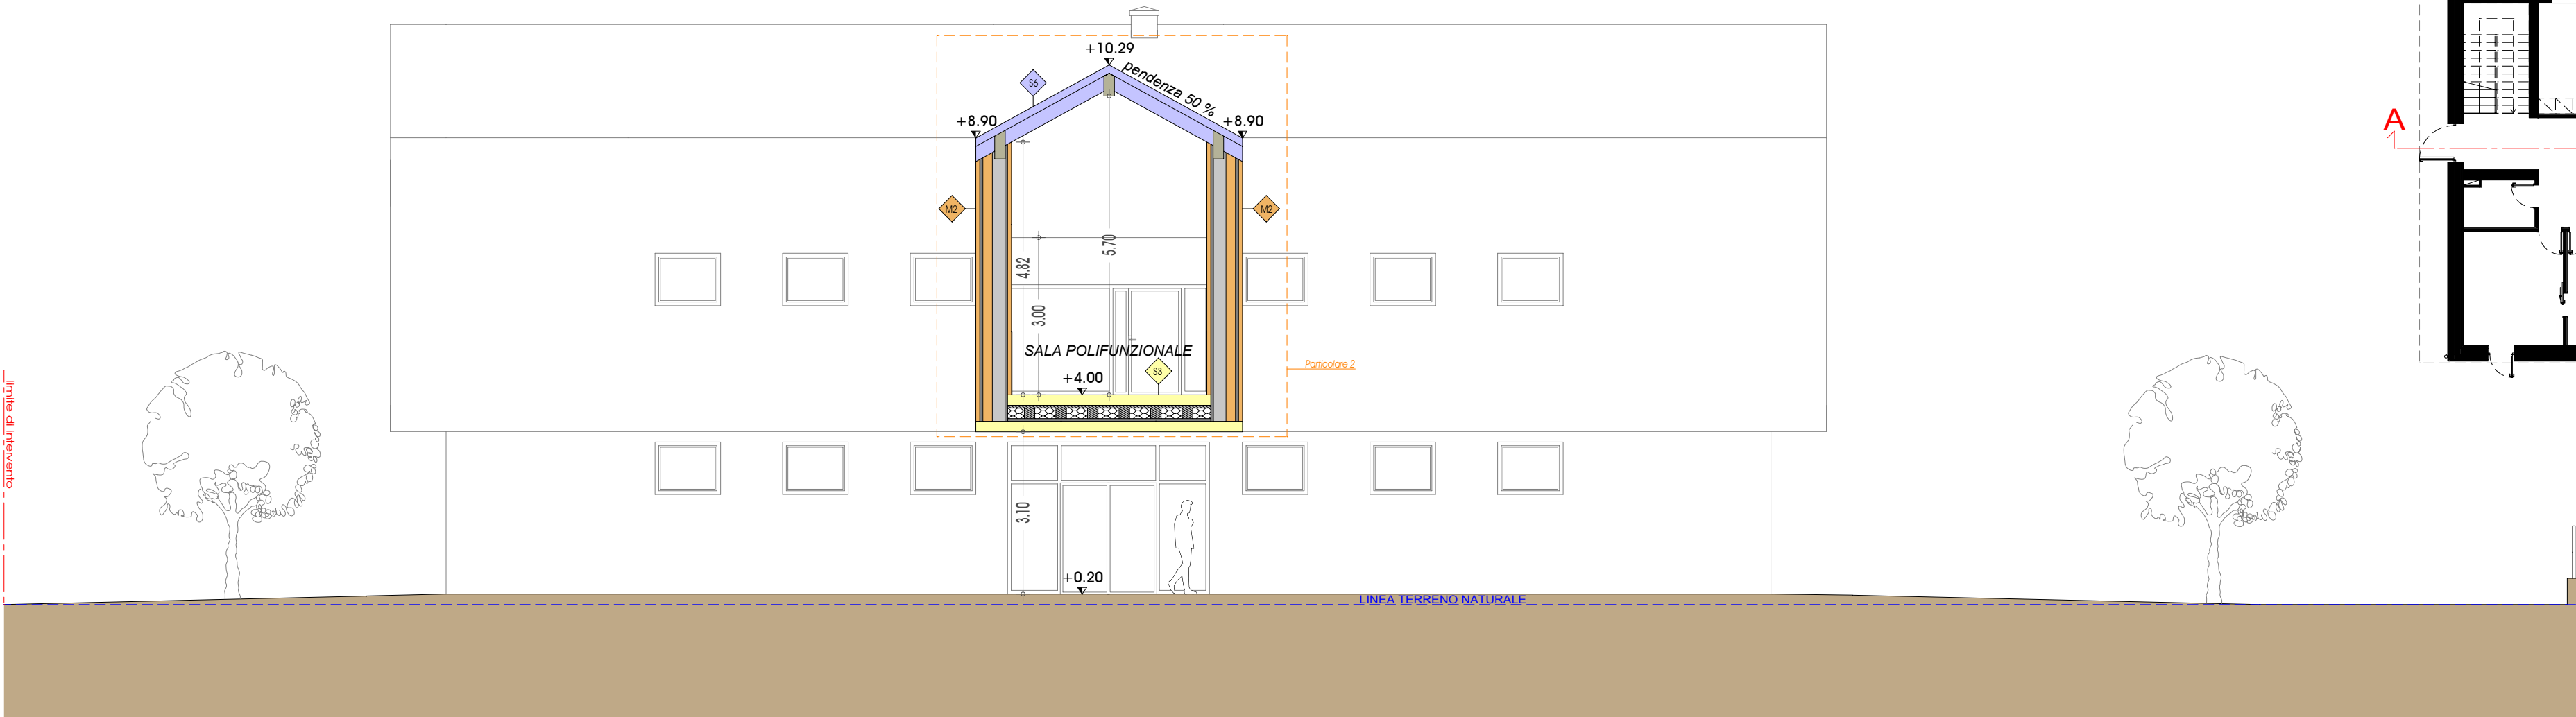 +10.29
pendenza 50 %
S6
+8.90
+8.90
A
M2
M2
5.70
4.82
3.00
SALA POLIFUNZIONALE
Particolare 2
S3
+4.00
limite di intervento
3.10
+0.20
LINEA TERRENO NATURALE